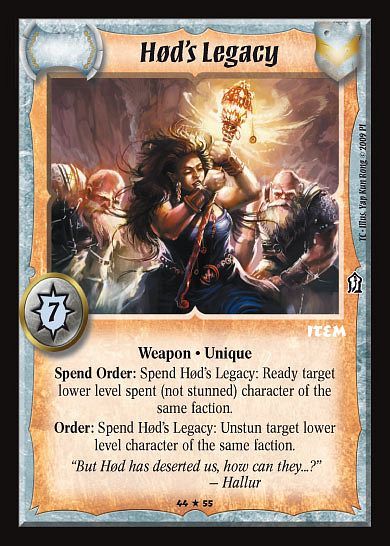 Hød's Legacy
TC • Illus. Yap Kun Rong © 2009 PI
7
ITEM
Weapon • Unique
Spend Order: Spend Hød's Legacy: Ready target
lower level spent (not stunned) character of the
same faction.
Order: Spend Hød's Legacy: Unstun target lower
level character of the same faction.
"But Hød has deserted us, how can they...?"
– Hallur
44 ★ 55